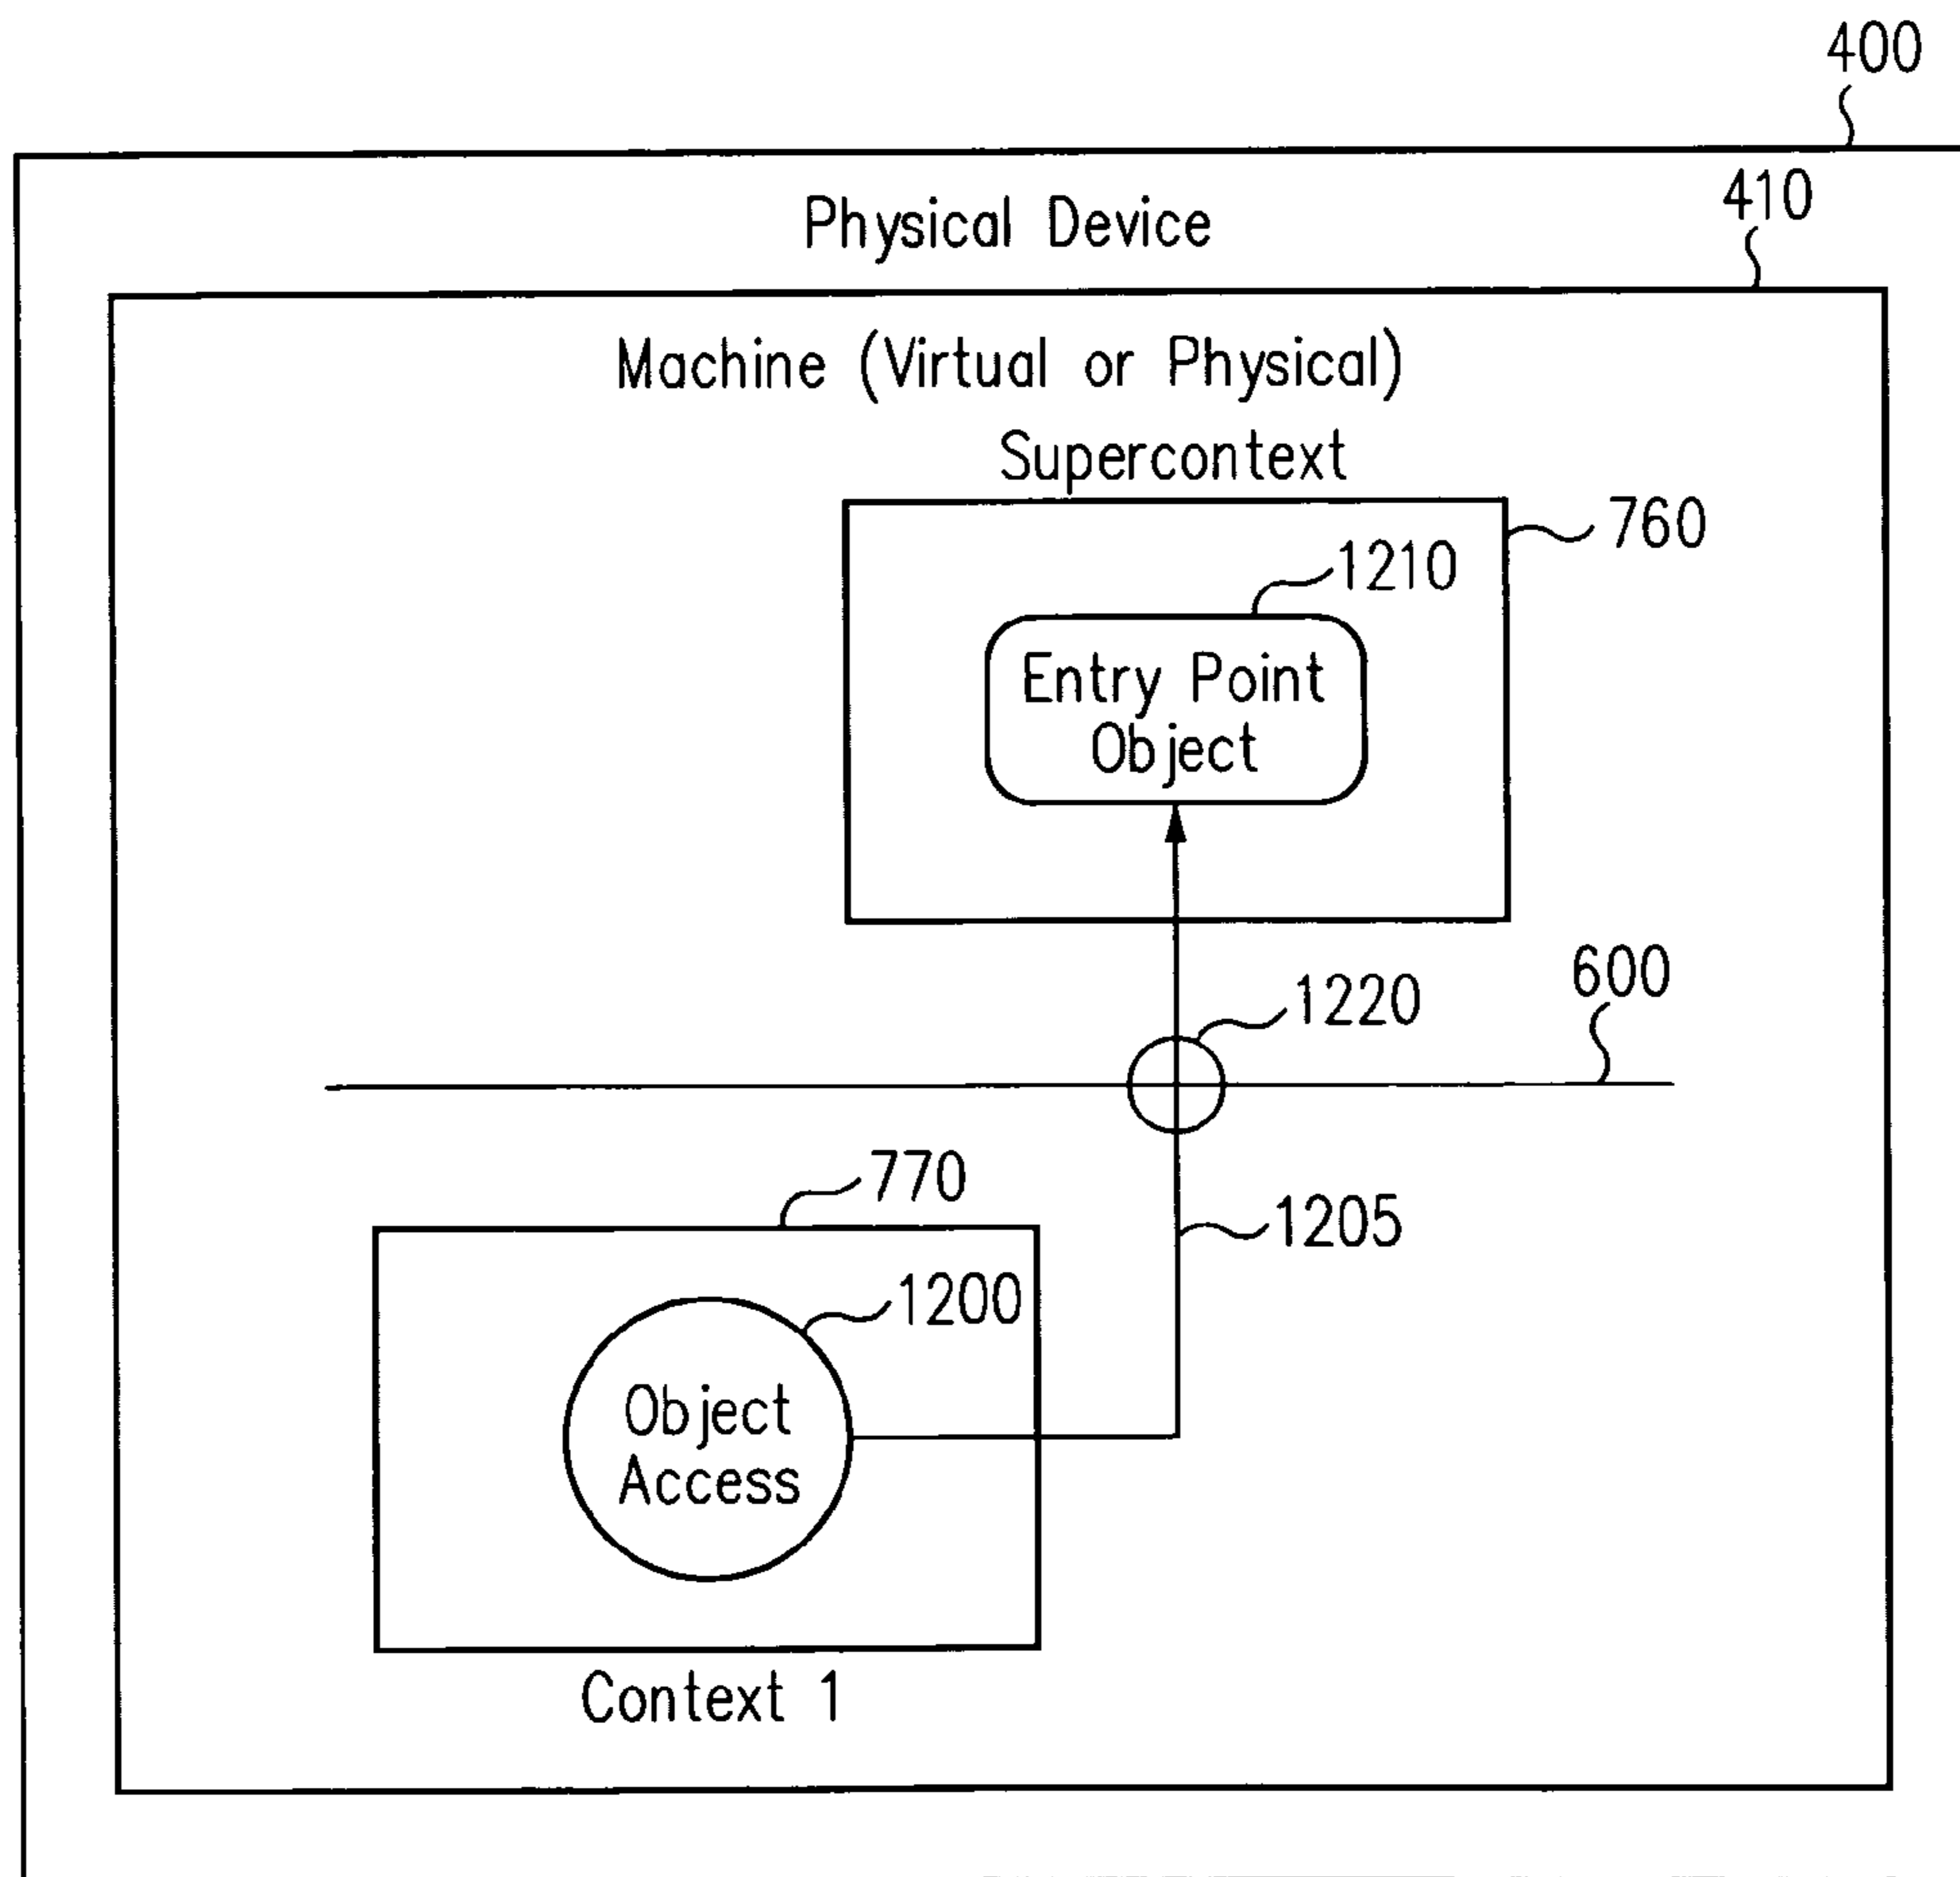 400
Physical Device
410
Machine (Virtual or Physical)
Supercontext
760
1210
Entry Point
Object
600
1220
770
1205
1200
Object
Access
Context 1